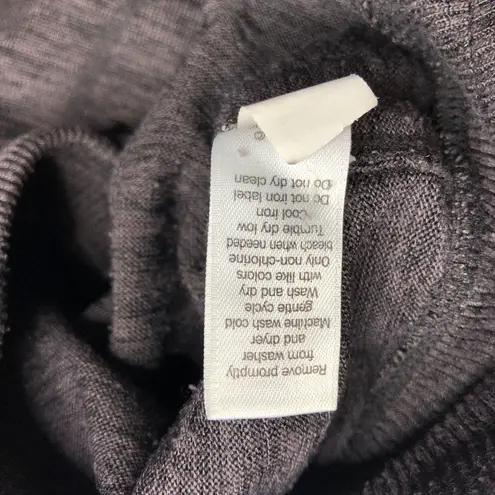 Remove promptly
from washer
and dryer
Machine wash cold
gentle cycle
Wash and dry
with like colors
Only non-chlorine
bleach when needed
Tumble dry low
Cool iron
Do not iron label
Do not dry clean
©